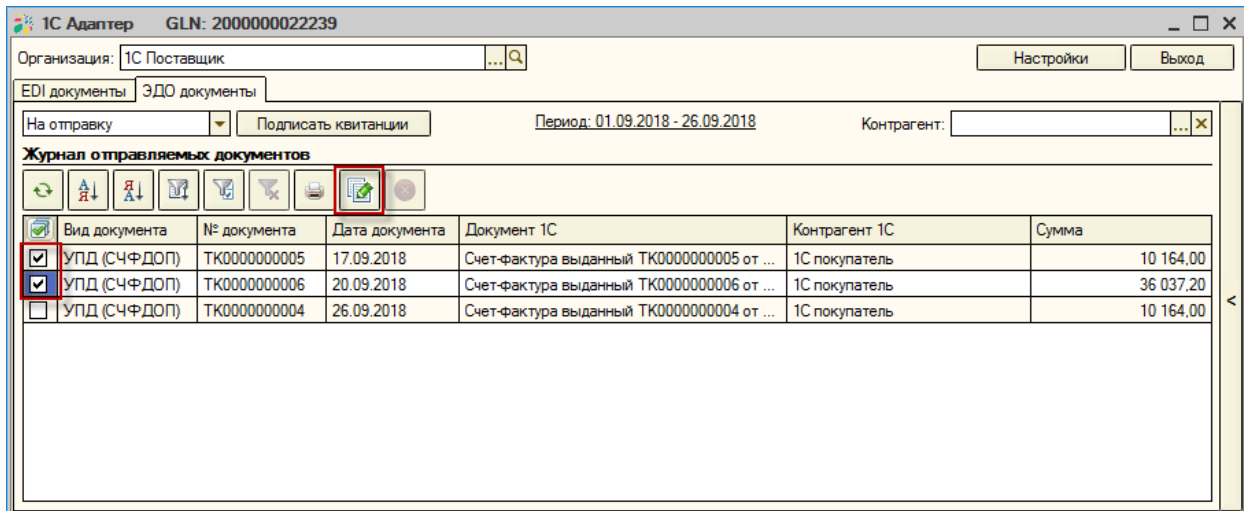 1С Адаптер GLN: 2000000022239
Организация: 1С Поставщик ... Настройки Выход
EDI документы ЭДО документы
На отправку Подписать квитанции Период: 01.09.2018 - 26.09.2018 Контрагент: ...
Журнал отправляемых документов
Вид документа № документа Дата документа Документ 1С Контрагент 1С Сумма
УПД (СЧФДОП) ТК0000000005 17.09.2018 Счет-фактура выданный ТК0000000005 от ... 1С покупатель 10 164,00
УПД (СЧФДОП) ТК0000000006 20.09.2018 Счет-фактура выданный ТК0000000006 от ... 1С покупатель 36 037,20
УПД (СЧФДОП) ТК0000000004 26.09.2018 Счет-фактура выданный ТК0000000004 от ... 1С покупатель 10 164,00